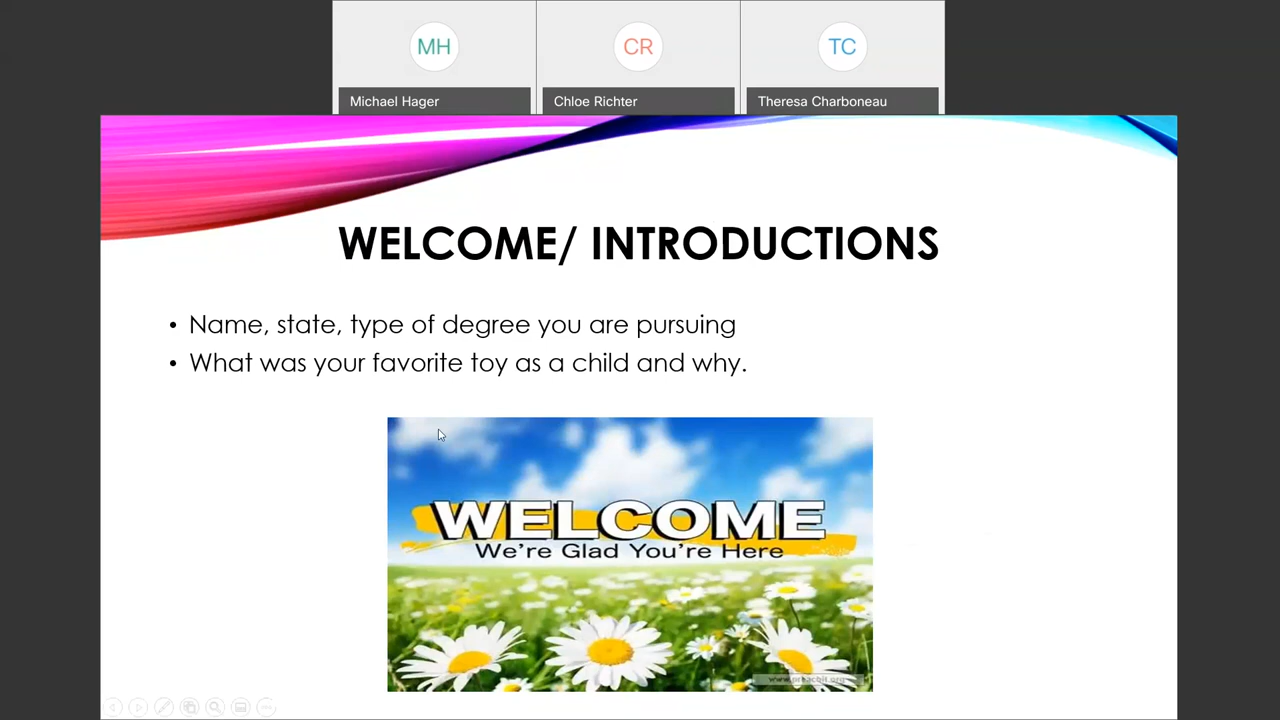 MH
CR
TC
Michael Hager
Chloe Richter
Theresa Charboneau
WELCOME/ INTRODUCTIONS
• Name, state, type of degree you are pursuing
• What was your favorite toy as a child and why.
WELCOME
We're Glad You're Here